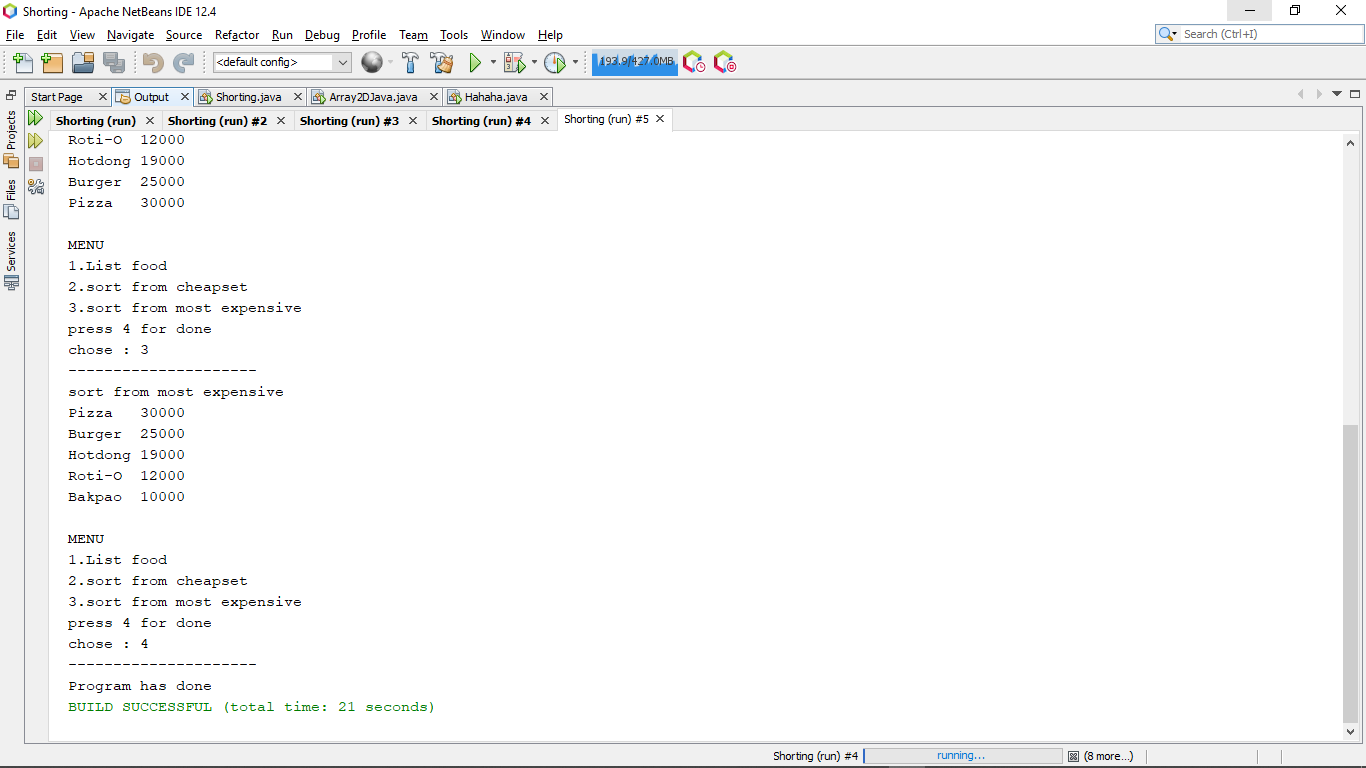 Shorting - Apache NetBeans IDE 12.4
File Edit View Navigate Source Refactor Run Debug Profile Team Tools Window Help
Search (Ctrl+I)
<default config>
193.9/427.0MB
Start Page Output Shorting.java Array2DJava.java Hahaha.java
Shorting (run) Shorting (run) #2 Shorting (run) #3 Shorting (run) #4 Shorting (run) #5
Projects
Files
Services
Roti-O 12000
Hotdong 19000
Burger 25000
Pizza 30000
MENU
1.List food
2.sort from cheapset
3.sort from most expensive
press 4 for done
chose : 3
---------------------
sort from most expensive
Pizza 30000
Burger 25000
Hotdong 19000
Roti-O 12000
Bakpao 10000
MENU
1.List food
2.sort from cheapset
3.sort from most expensive
press 4 for done
chose : 4
---------------------
Program has done
BUILD SUCCESSFUL (total time: 21 seconds)
Shorting (run) #4 running... (8 more...)